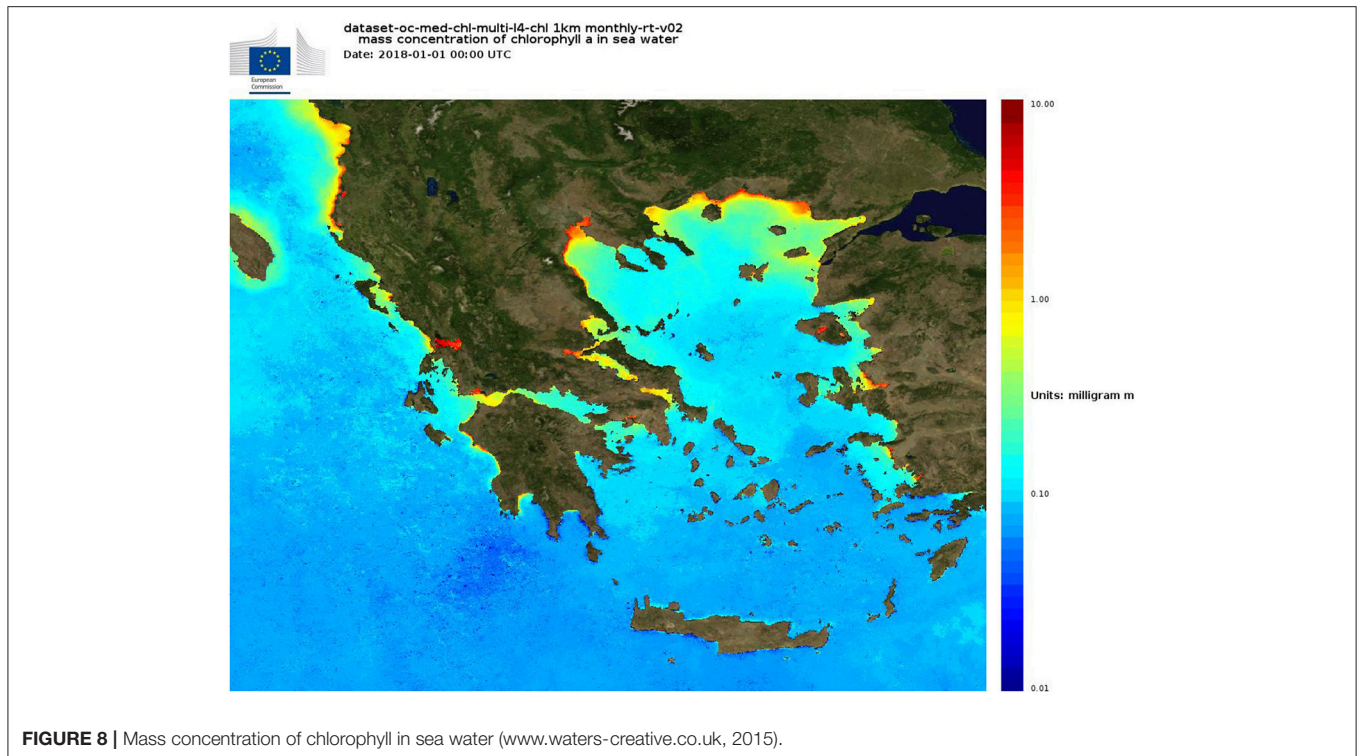 dataset-oc-med-chl-multi-l4-chl 1km monthly-rt-v02
mass concentration of chlorophyll a in sea water
Date: 2018-01-01 00:00 UTC
European
Commission
10.00
1.00
Units: milligram m
0.10
0.01
FIGURE 8 | Mass concentration of chlorophyll in sea water (www.waters-creative.co.uk, 2015).